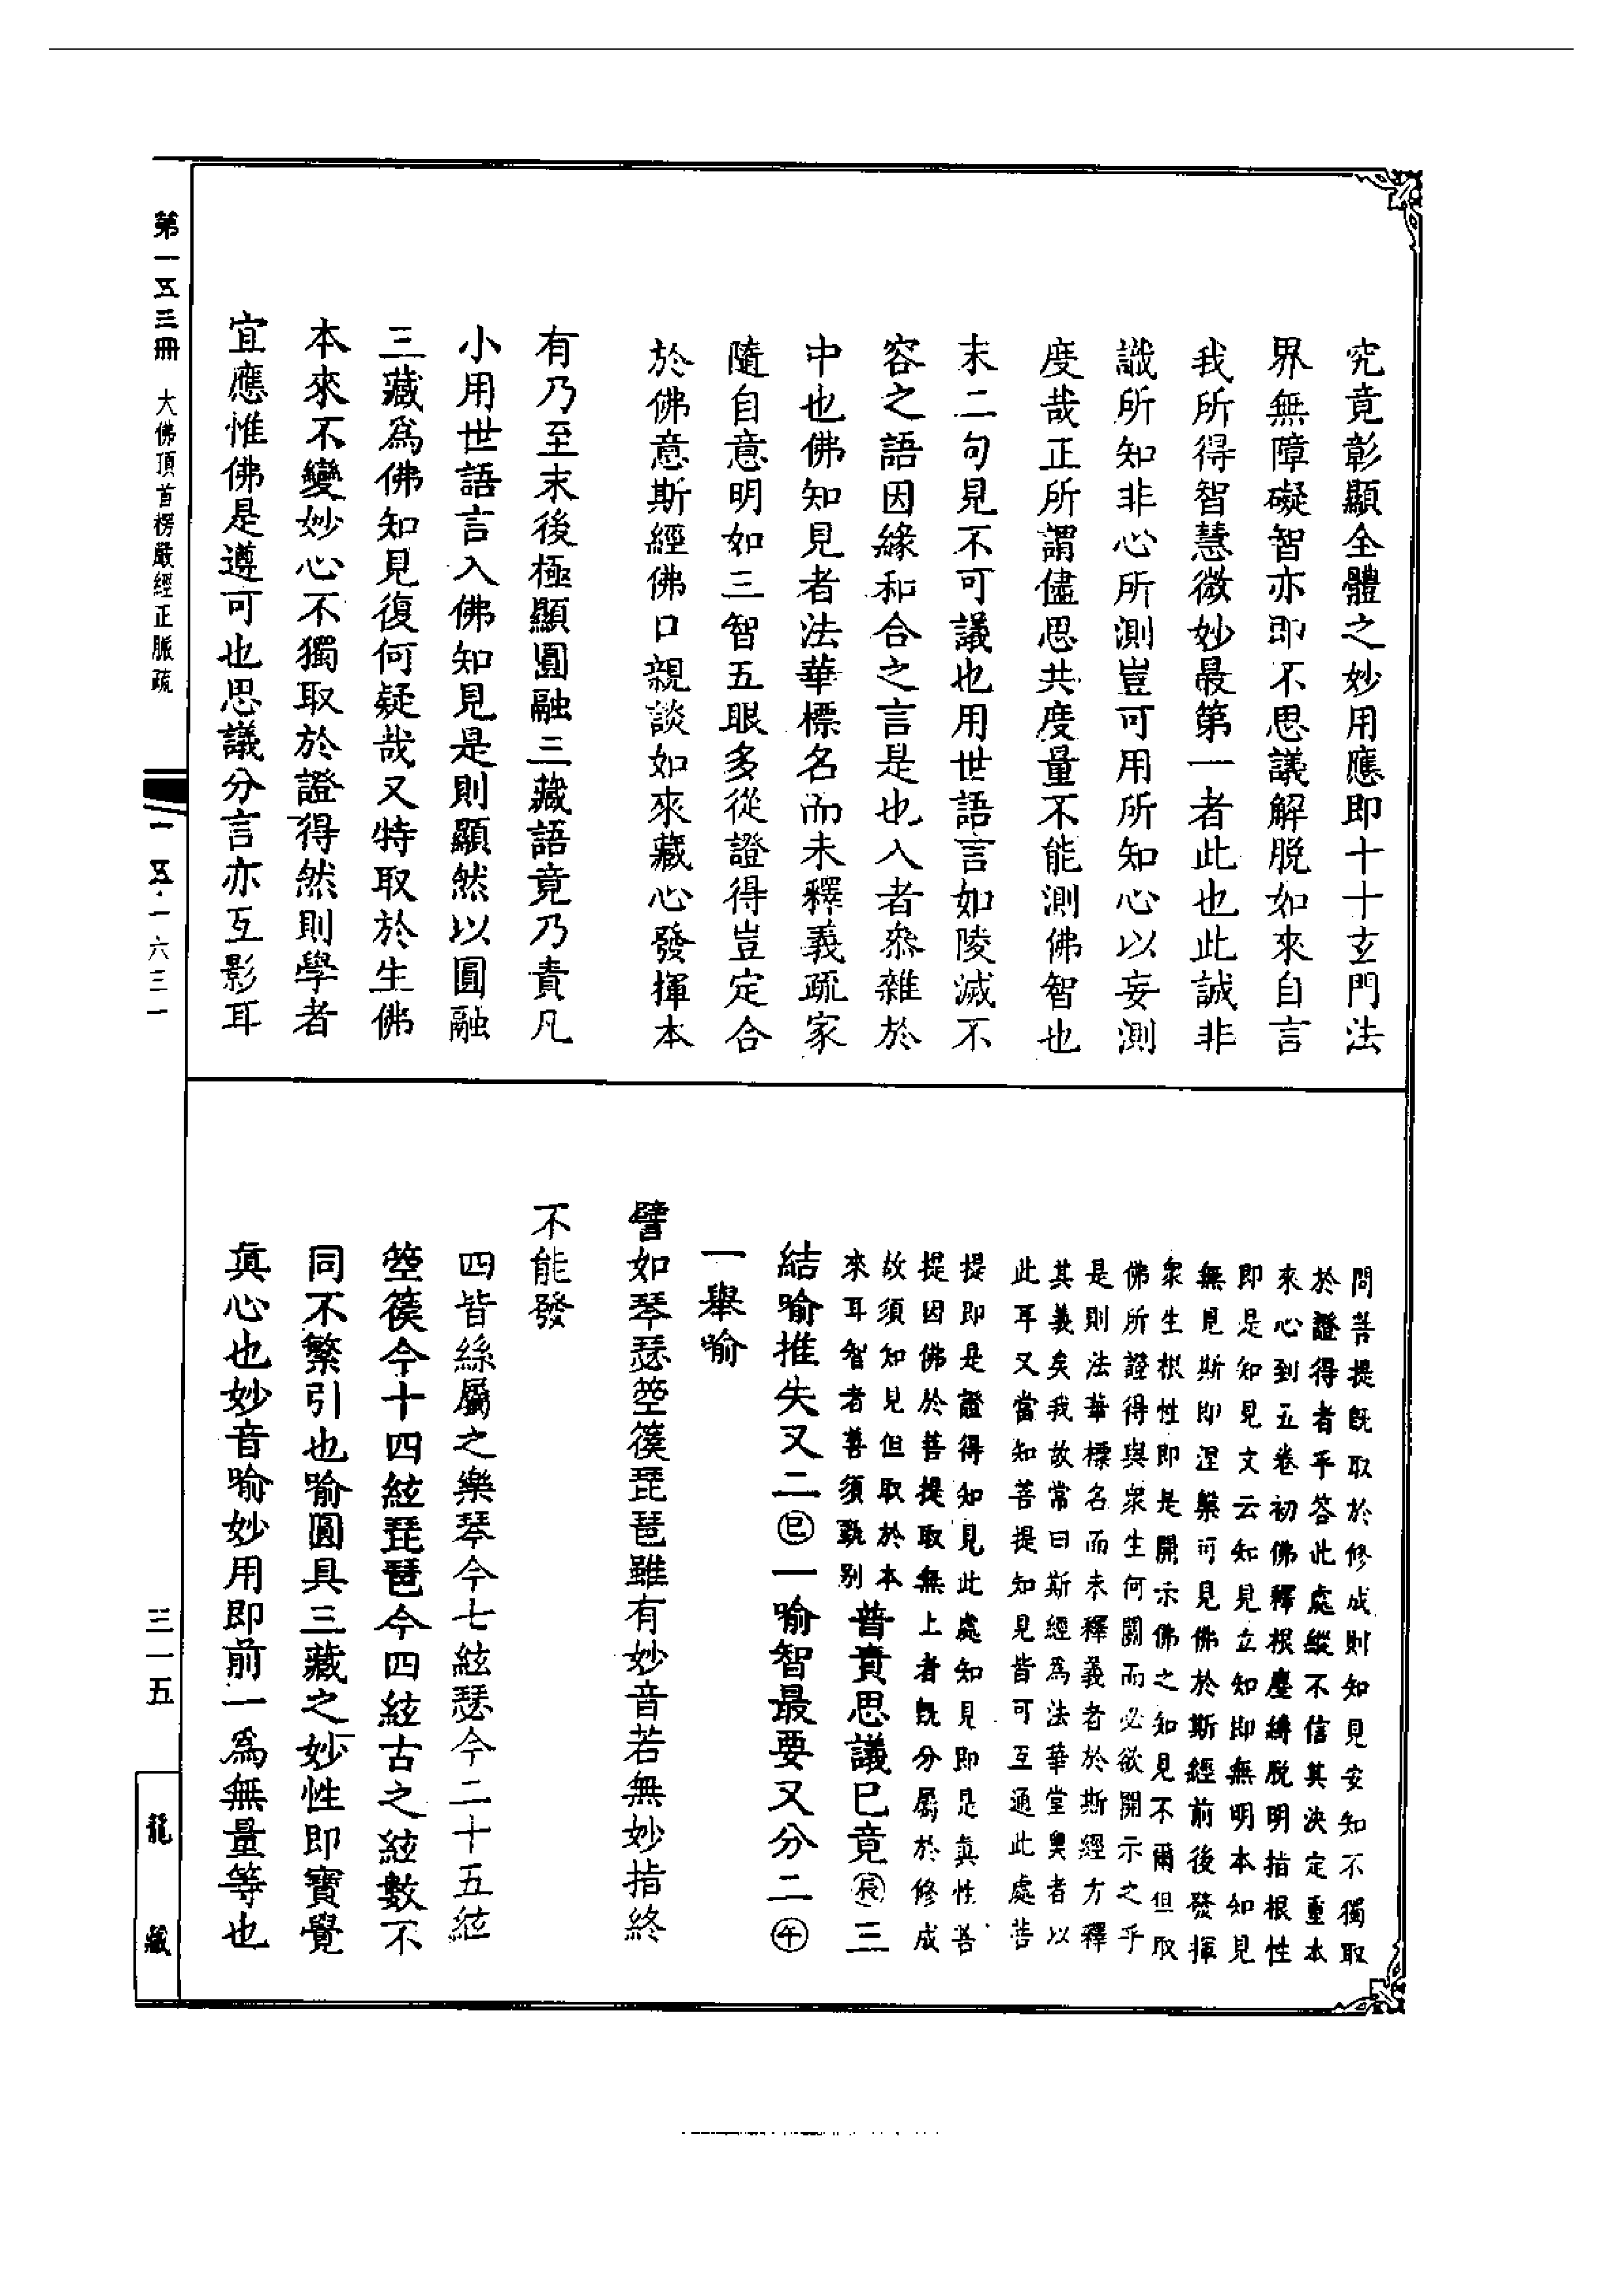 究竟彰顯全體之妙用應即十十玄門法
界無障礙智亦即不思議解脱如來自言
我所得智慧微妙最第一者此也此誠非
識所知非心所測豈可用所知心以妄測
度哉正所謂儘思共度量不能測佛智也
末二句見不可議也用世語言如陵滅不
容之語因緣和合之言是也入者叅雜於
中也佛知見者法華標名而未釋義疏家
隨自意明如三智五眼多從證得豈定合
於佛意斯經佛口親談如來藏心發揮本
有乃至末後極顯圓融三藏語竟乃責凡
小用世語言入佛知見是則顯然以圓融
三藏爲佛知見復何疑哉又特取於生佛
本來不變妙心不獨取於證得然則學者
宜應惟佛是遵可也思議分言亦互影耳
問菩提既取於修成則知見安知不獨取
於證得者乎答此處縱不信其決定重本
來心到五卷初佛釋根塵縛脱明指根性
即是知見文云知見立知即無明本知見
無見斯即涅槃可見佛於斯經前後發揮
衆生根性即是開示佛之知見不爾但取
佛所證得與衆生何關而必欲開示之乎
是則法華標名而未釋義者於斯經方釋
其義矣我故常曰斯經爲法華堂奥者以
此耳又當知菩提知見皆可互通此處菩
提即是證得知見此處知見即是真性菩
提因佛於菩提取無上者既分屬於修成
故須知見但取於本
來耳智者善須甄别
普責思議已竟㊂辰三
結喻推失又二㊂巳一喻智最要又分二㊂午
一舉喻
譬如琴瑟箜篌琵琶雖有妙音若無妙指終
不能發
四皆絲屬之樂琴今七絃瑟今二十五絃
箜篌今十四絃琵琶今四絃古之絃數不
同不繁引也喻圓具三藏之妙性即實覺
真心也妙音喻妙用即前一爲無量等也
第一五三冊 大佛頂首楞嚴經正脈疏
一五·一六三一
三一五
龍藏